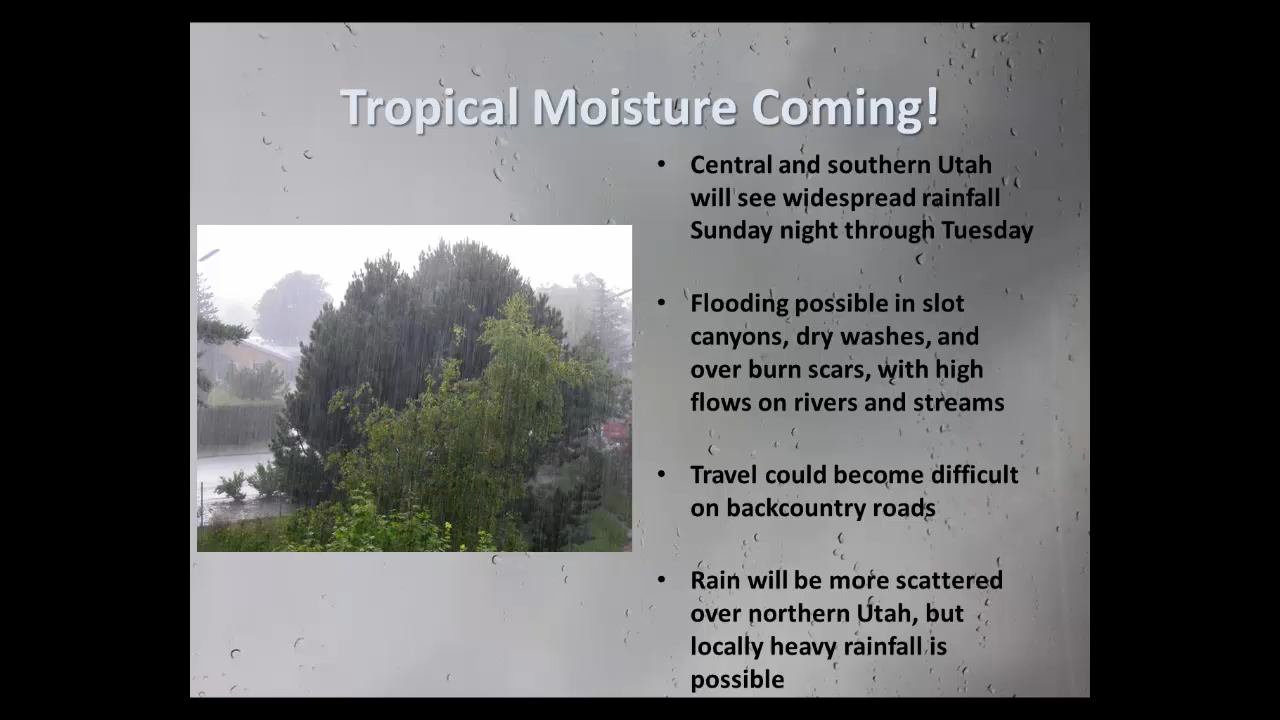 Tropical Moisture Coming!
• Central and southern Utah
will see widespread rainfall
Sunday night through Tuesday
• Flooding possible in slot
canyons, dry washes, and
over burn scars, with high
flows on rivers and streams
• Travel could become difficult
on backcountry roads
• Rain will be more scattered
over northern Utah, but
locally heavy rainfall is
possible